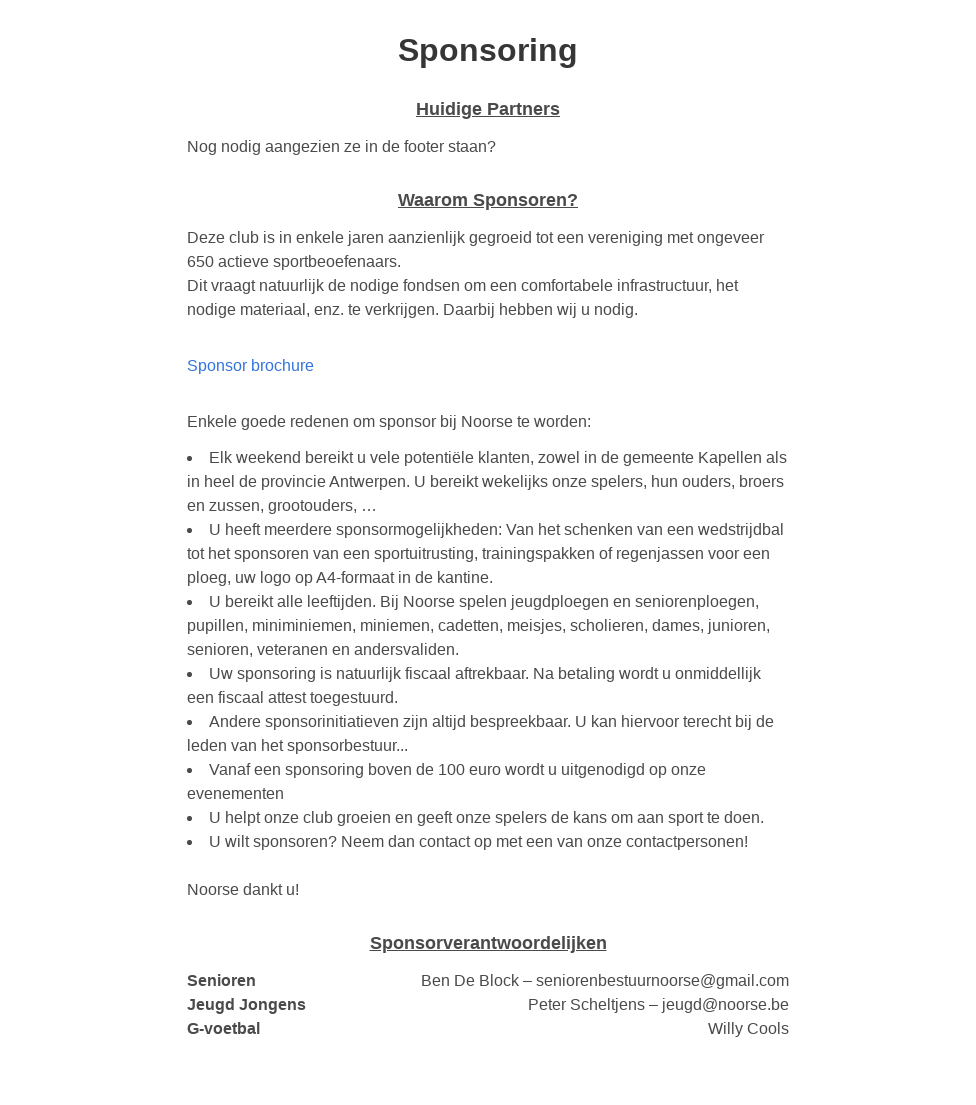 Sponsoring
Huidige Partners
Nog nodig aangezien ze in de footer staan?
Waarom Sponsoren?
Deze club is in enkele jaren aanzienlijk gegroeid tot een vereniging met ongeveer
650 actieve sportbeoefenaars.
Dit vraagt natuurlijk de nodige fondsen om een comfortabele infrastructuur, het
nodige materiaal, enz. te verkrijgen. Daarbij hebben wij u nodig.
Sponsor brochure
Enkele goede redenen om sponsor bij Noorse te worden:
• Elk weekend bereikt u vele potentiële klanten, zowel in de gemeente Kapellen als
in heel de provincie Antwerpen. U bereikt wekelijks onze spelers, hun ouders, broers
en zussen, grootouders, …
• U heeft meerdere sponsormogelijkheden: Van het schenken van een wedstrijdbal
tot het sponsoren van een sportuitrusting, trainingspakken of regenjassen voor een
ploeg, uw logo op A4-formaat in de kantine.
• U bereikt alle leeftijden. Bij Noorse spelen jeugdploegen en seniorenploegen,
pupillen, miniminiemen, miniemen, cadetten, meisjes, scholieren, dames, junioren,
senioren, veteranen en andersvaliden.
• Uw sponsoring is natuurlijk fiscaal aftrekbaar. Na betaling wordt u onmiddellijk
een fiscaal attest toegestuurd.
• Andere sponsorinitiatieven zijn altijd bespreekbaar. U kan hiervoor terecht bij de
leden van het sponsorbestuur...
• Vanaf een sponsoring boven de 100 euro wordt u uitgenodigd op onze
evenementen
• U helpt onze club groeien en geeft onze spelers de kans om aan sport te doen.
• U wilt sponsoren? Neem dan contact op met een van onze contactpersonen!
Noorse dankt u!
Sponsorverantwoordelijken
Senioren Ben De Block – seniorenbestuurnoorse@gmail.com
Jeugd Jongens Peter Scheltjens – jeugd@noorse.be
G-voetbal Willy Cools